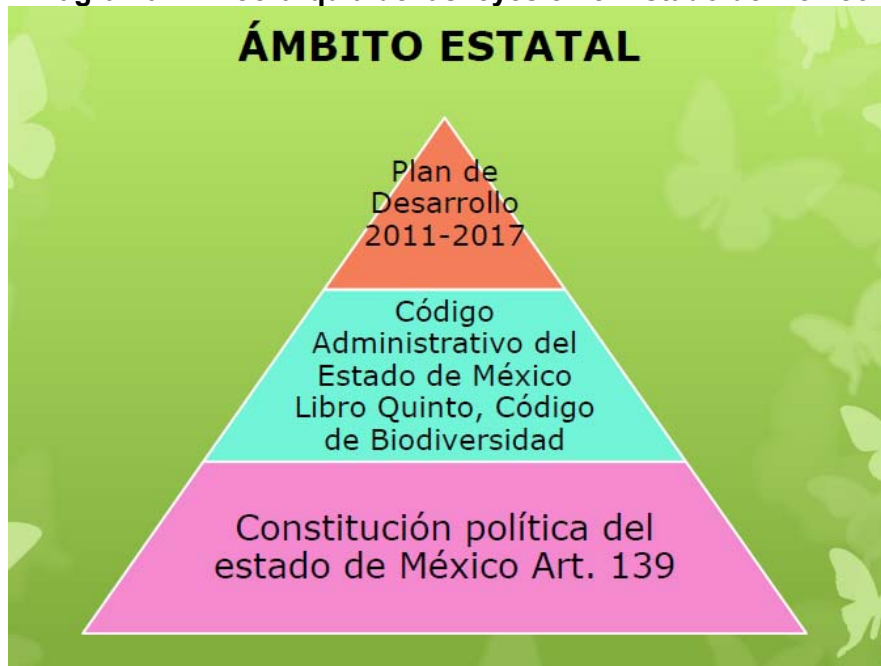 ÁMBITO ESTATAL
Plan de
Desarrollo
2011-2017
Código
Administrativo del
Estado de México
Libro Quinto, Código
de Biodiversidad
Constitución política del
estado de México Art. 139